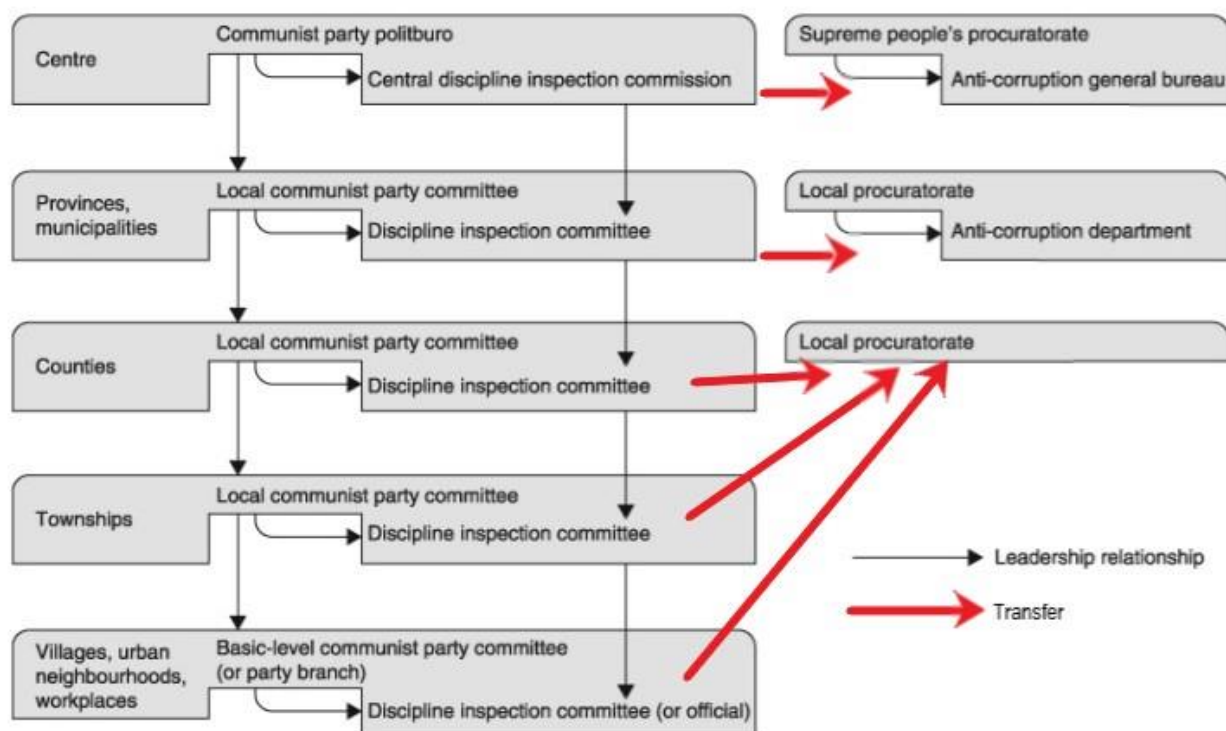 Centre
Communist party politburo
Central discipline inspection commission
Supreme people's procuratorate
Anti-corruption general bureau
Provinces,
municipalities
Local communist party committee
Discipline inspection committee
Local procuratorate
Anti-corruption department
Counties
Local communist party committee
Discipline inspection committee
Local procuratorate
Townships
Local communist party committee
Discipline inspection committee
Leadership relationship
Transfer
Villages, urban
neighbourhoods,
workplaces
Basic-level communist party committee
(or party branch)
Discipline inspection committee (or official)